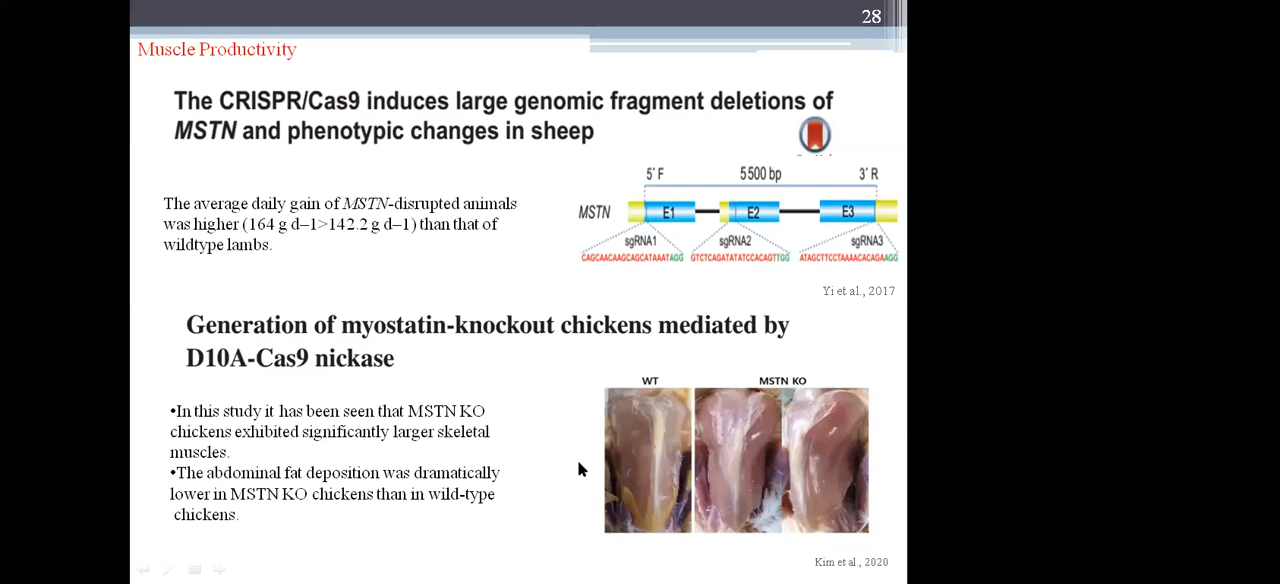 28
Muscle Productivity
The CRISPR/Cas9 induces large genomic fragment deletions of
MSTN and phenotypic changes in sheep
The average daily gain of MSTN-disrupted animals
was higher (164 g d–1>142.2 g d–1) than that of
wildtype lambs.
5′ F 5 500 bp 3′ R
MSTN E1 E2 E3
sgRNA1 sgRNA2 sgRNA3
CAGCAACAAGCAGCATAAATAGG GTCTCAGATATATCCACAGTTGG ATAGCTTCCTAAAACACAGAAGG
Yi et al., 2017
Generation of myostatin-knockout chickens mediated by
D10A-Cas9 nickase
WT MSTN KO
•In this study it has been seen that MSTN KO
chickens exhibited significantly larger skeletal
muscles.
•The abdominal fat deposition was dramatically
lower in MSTN KO chickens than in wild-type
chickens.
Kim et al., 2020